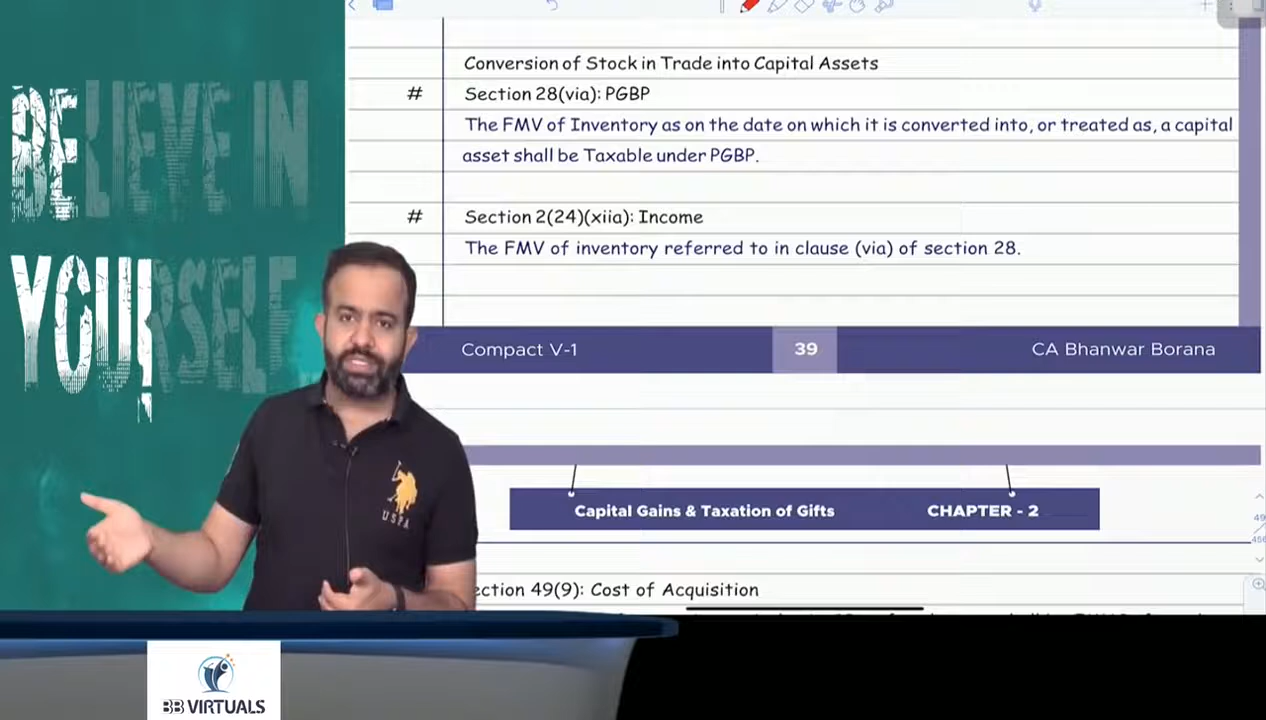 BELIEVE IN
YOURSELF
Conversion of Stock in Trade into Capital Assets
# Section 28(via): PGBP
The FMV of Inventory as on the date on which it is converted into, or treated as, a capital
asset shall be Taxable under PGBP.
# Section 2(24)(xiia): Income
The FMV of inventory referred to in clause (via) of section 28.
Compact V-1 39 CA Bhanwar Borana
Capital Gains & Taxation of Gifts CHAPTER - 2
ection 49(9): Cost of Acquisition
USPA
BB VIRTUALS